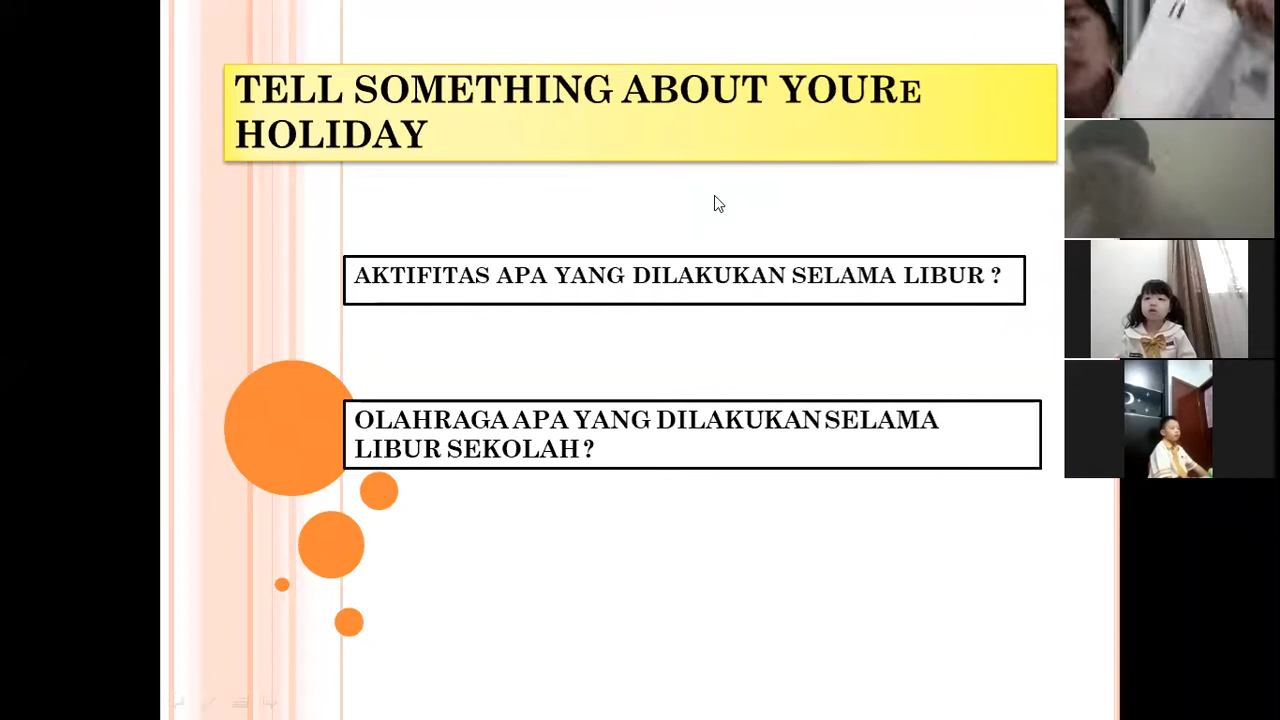 TELL SOMETHING ABOUT YOURE
HOLIDAY
AKTIFITAS APA YANG DILAKUKAN SELAMA LIBUR ?
OLAHRAGA APA YANG DILAKUKAN SELAMA
LIBUR SEKOLAH ?